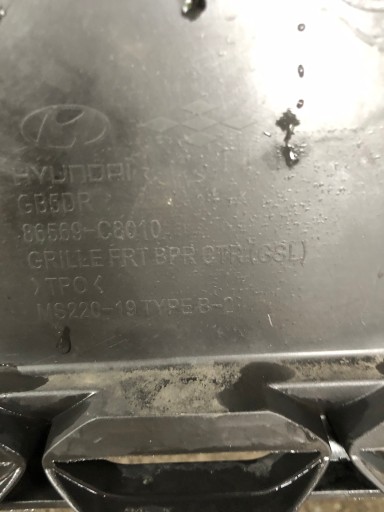 HYUNDAI
GB5DR
86569-C8010
GRILLE FRT BPR CTR(GSL)
>TPO<
MS220-19 TYPE B-2